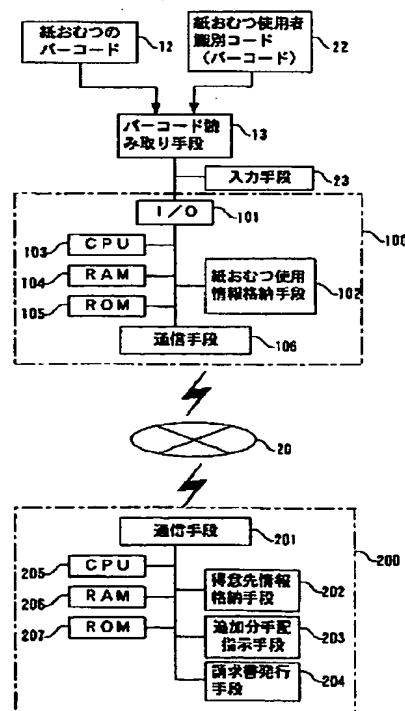 紙おむつの
バーコード
12
紙おむつ使用者
識別コード
(バーコード)
22
バーコード読
み取り手段
13
入力手段
23
I/O
101
100
CPU
103
RAM
104
ROM
105
紙おむつ使用
情報格納手段
102
通信手段
106
20
通信手段
201
200
CPU
205
RAM
206
ROM
207
得意先情報
格納手段
202
追加分手配
指示手段
203
請求書発行
手段
204